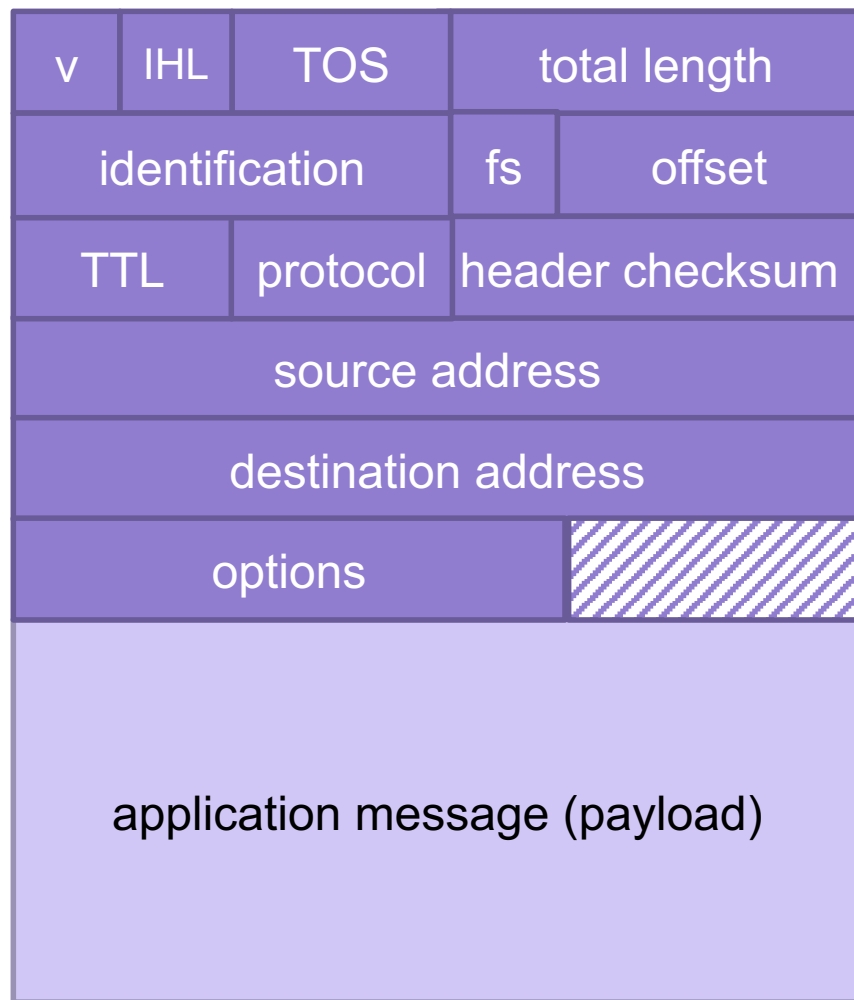 v IHL TOS total length
identification fs offset
TTL protocol header checksum
source address
destination address
options
application message (payload)